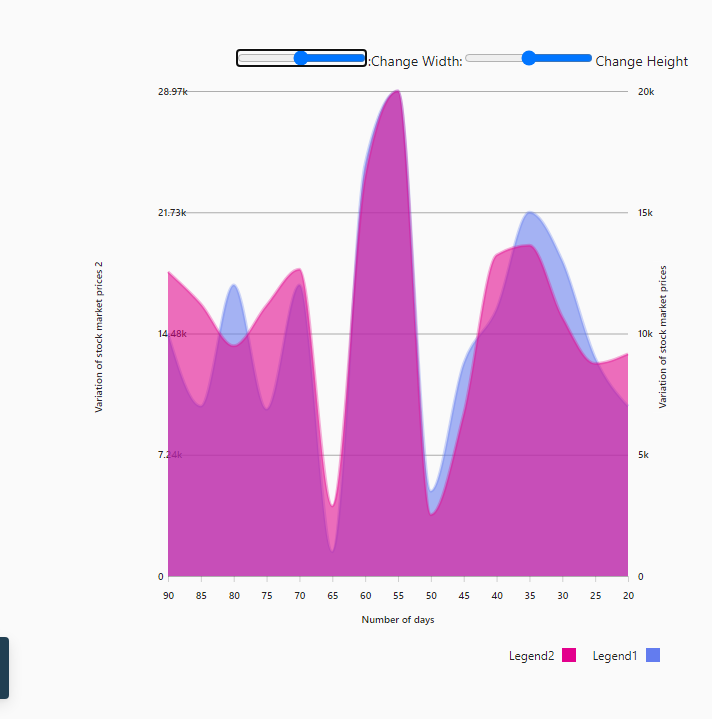 :Change Width: Change Height
28.97k 20k
21.73k 15k
Variation of stock market prices 2
Variation of stock market prices
14.48k 10k
7.24k 5k
0 0
90 85 80 75 70 65 60 55 50 45 40 35 30 25 20
Number of days
Legend2 Legend1